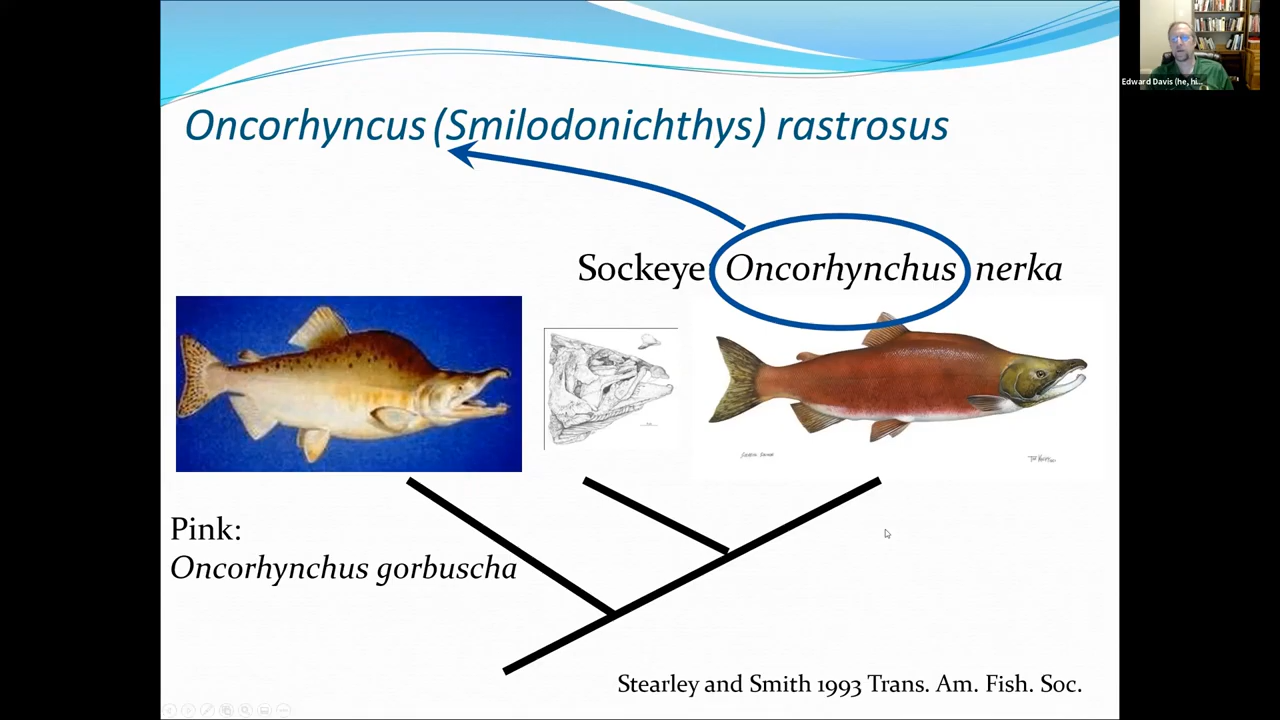 Edward Davis (he, hi...
Oncorhyncus (Smilodonichthys) rastrosus
Sockeye: Oncorhynchus nerka
Pink:
Oncorhynchus gorbuscha
Stearley and Smith 1993 Trans. Am. Fish. Soc.